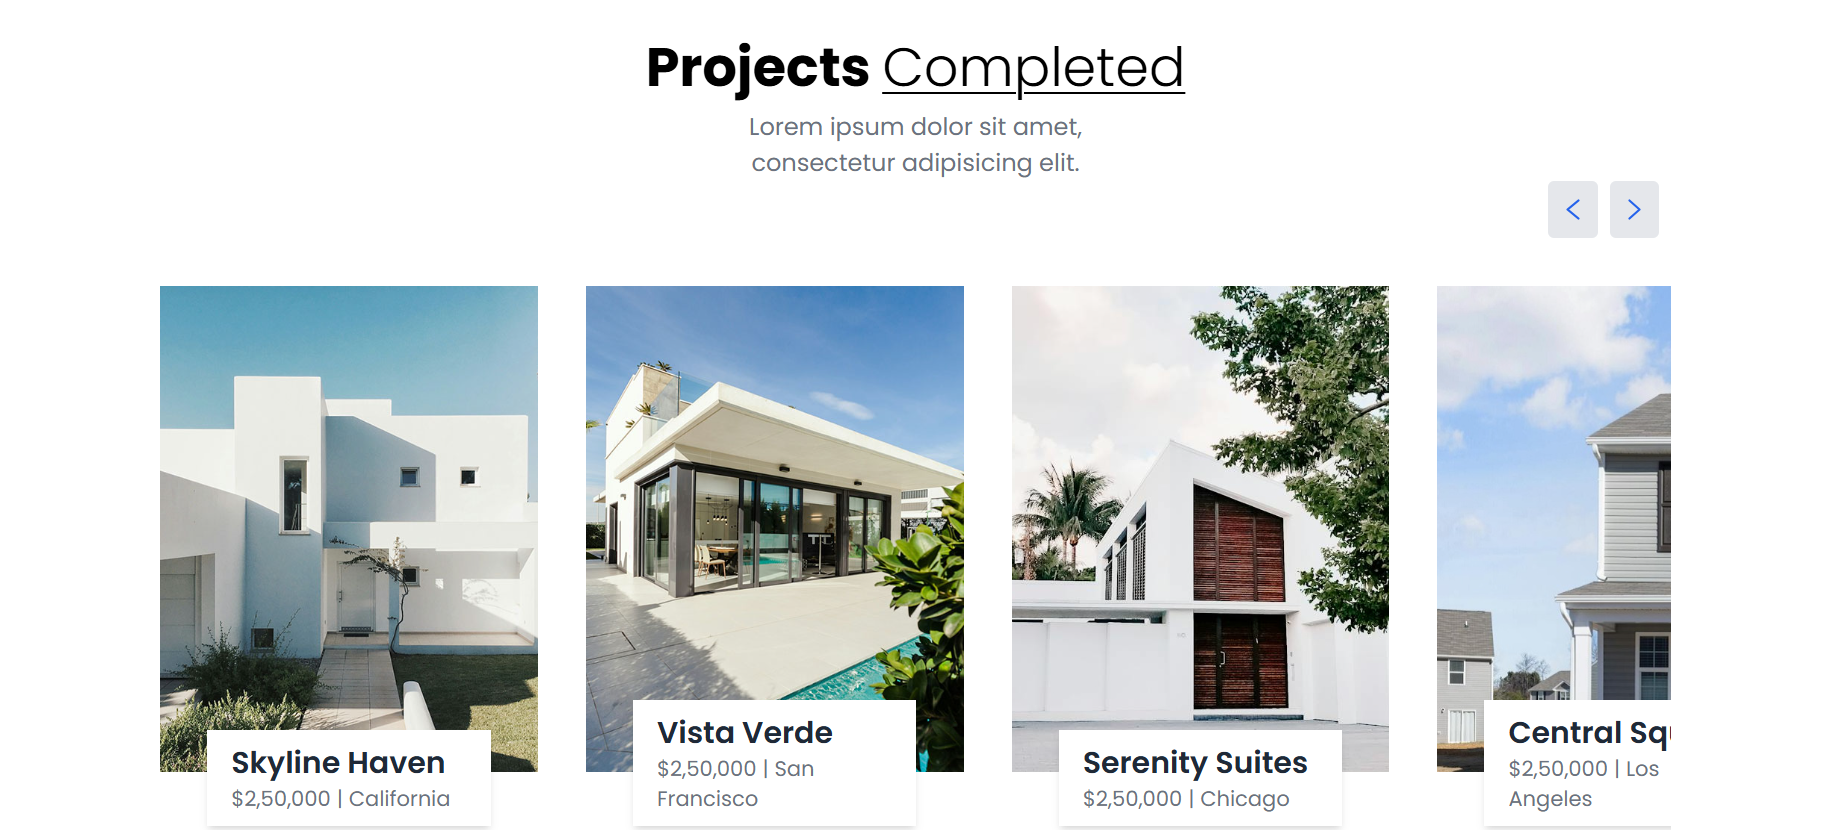 Projects Completed
Lorem ipsum dolor sit amet,
consectetur adipisicing elit.
Skyline Haven
$2,50,000 | California
Vista Verde
$2,50,000 | San
Francisco
Serenity Suites
$2,50,000 | Chicago
Central Squ
$2,50,000 | Los
Angeles